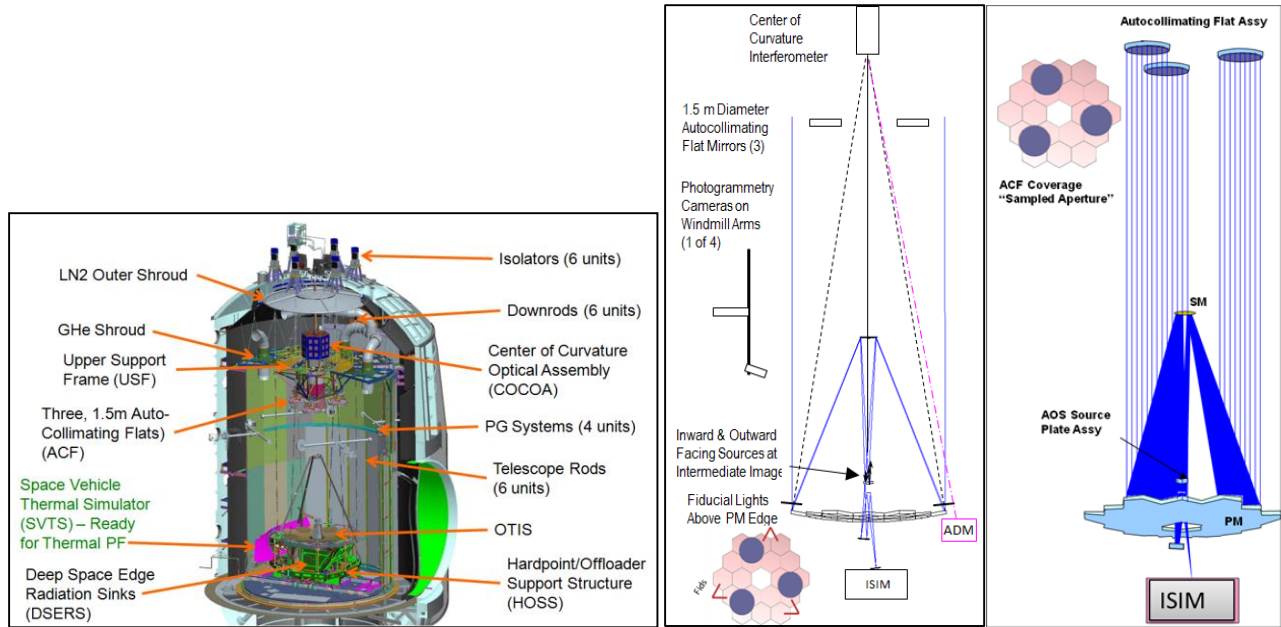 LN2 Outer Shroud
GHe Shroud
Upper Support
Frame (USF)
Three, 1.5m Auto-
Collimating Flats)
(ACF)
Space Vehicle
Thermal Simulator
(SVTS) – Ready
for Thermal PF
Deep Space Edge
Radiation Sinks
(DSERS)
Isolators (6 units)
Downrods (6 units)
Center of Curvature
Optical Assembly
(COCOA)
PG Systems (4 units)
Telescope Rods
(6 units)
OTIS
Hardpoint/Offloader
Support Structure
(HOSS)
Center of
Curvature
Interferometer
1.5 m Diameter
Autocollimating
Flat Mirrors (3)
Photogrammetry
Cameras on
Windmill Arms
(1 of 4)
Inward & Outward
Facing Sources at
Intermediate Image
Fiducial Lights
Above PM Edge
Fids
ADM
ISIM
Autocollimating Flat Assy
ACF Coverage
“Sampled Aperture”
SM
AOS Source
Plate Assy
PM
ISIM